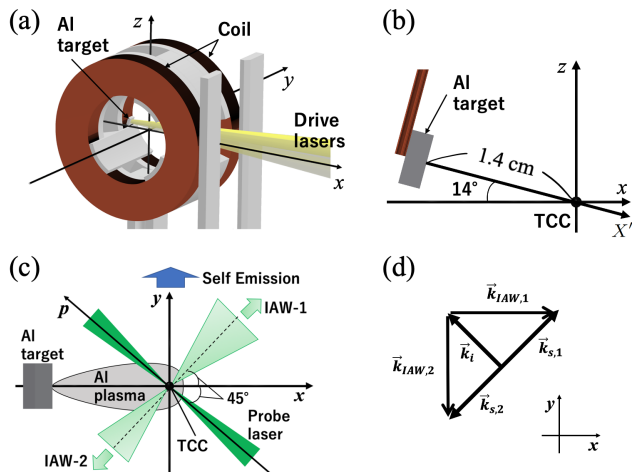 (a)
Al
target
z
Coil
y
Drive
lasers
x
(b)
z
Al
target
1.4 cm
14°
x
TCC
X'
(c)
Self Emission
p
y
IAW-1
Al
target
Al
plasma
45°
x
Probe
laser
IAW-2
TCC
(d)
k⃗_{IAW,1}
k⃗_{IAW,2}
k⃗_i
k⃗_{s,1}
k⃗_{s,2}
y
x